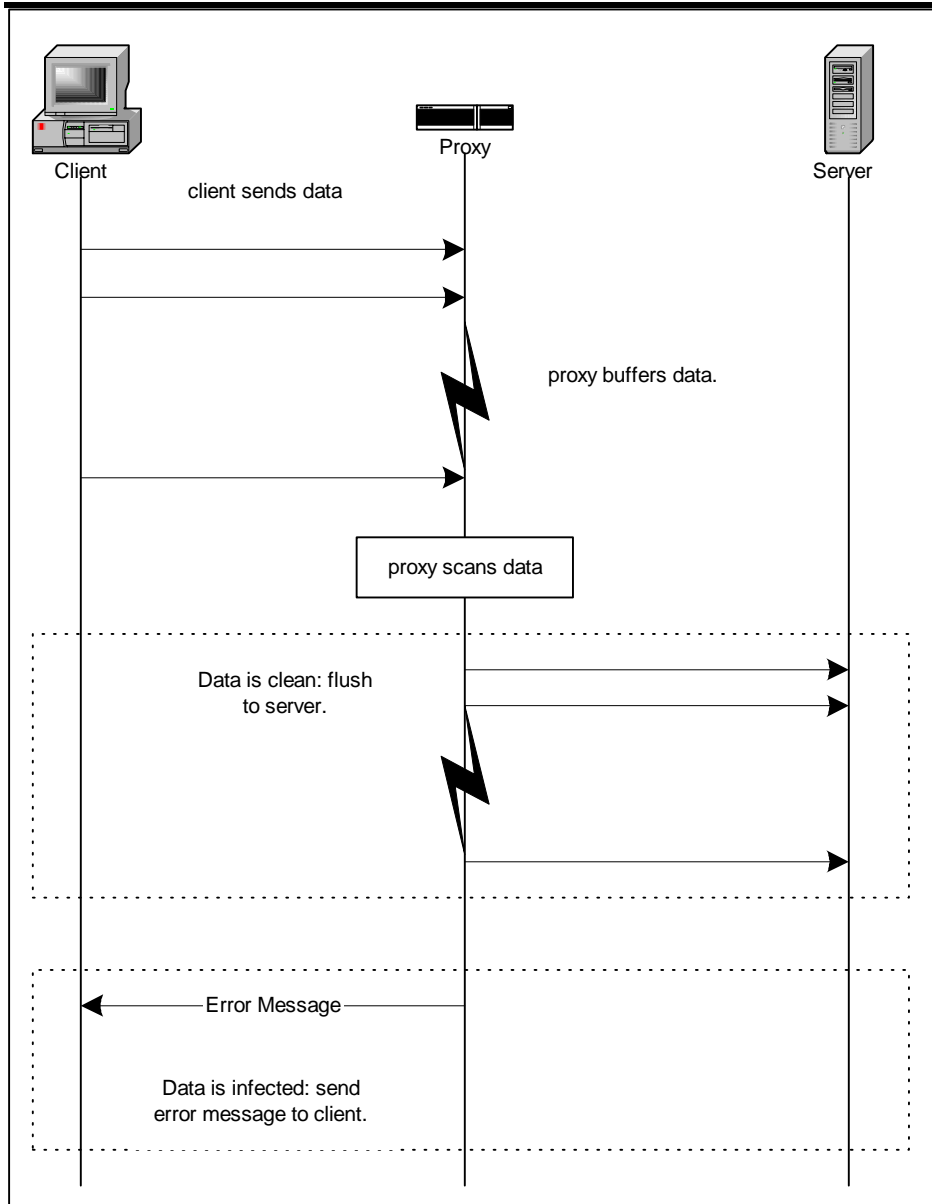 Client
Proxy
Server
client sends data
proxy buffers data.
proxy scans data
Data is clean: flush
to server.
Error Message
Data is infected: send
error message to client.